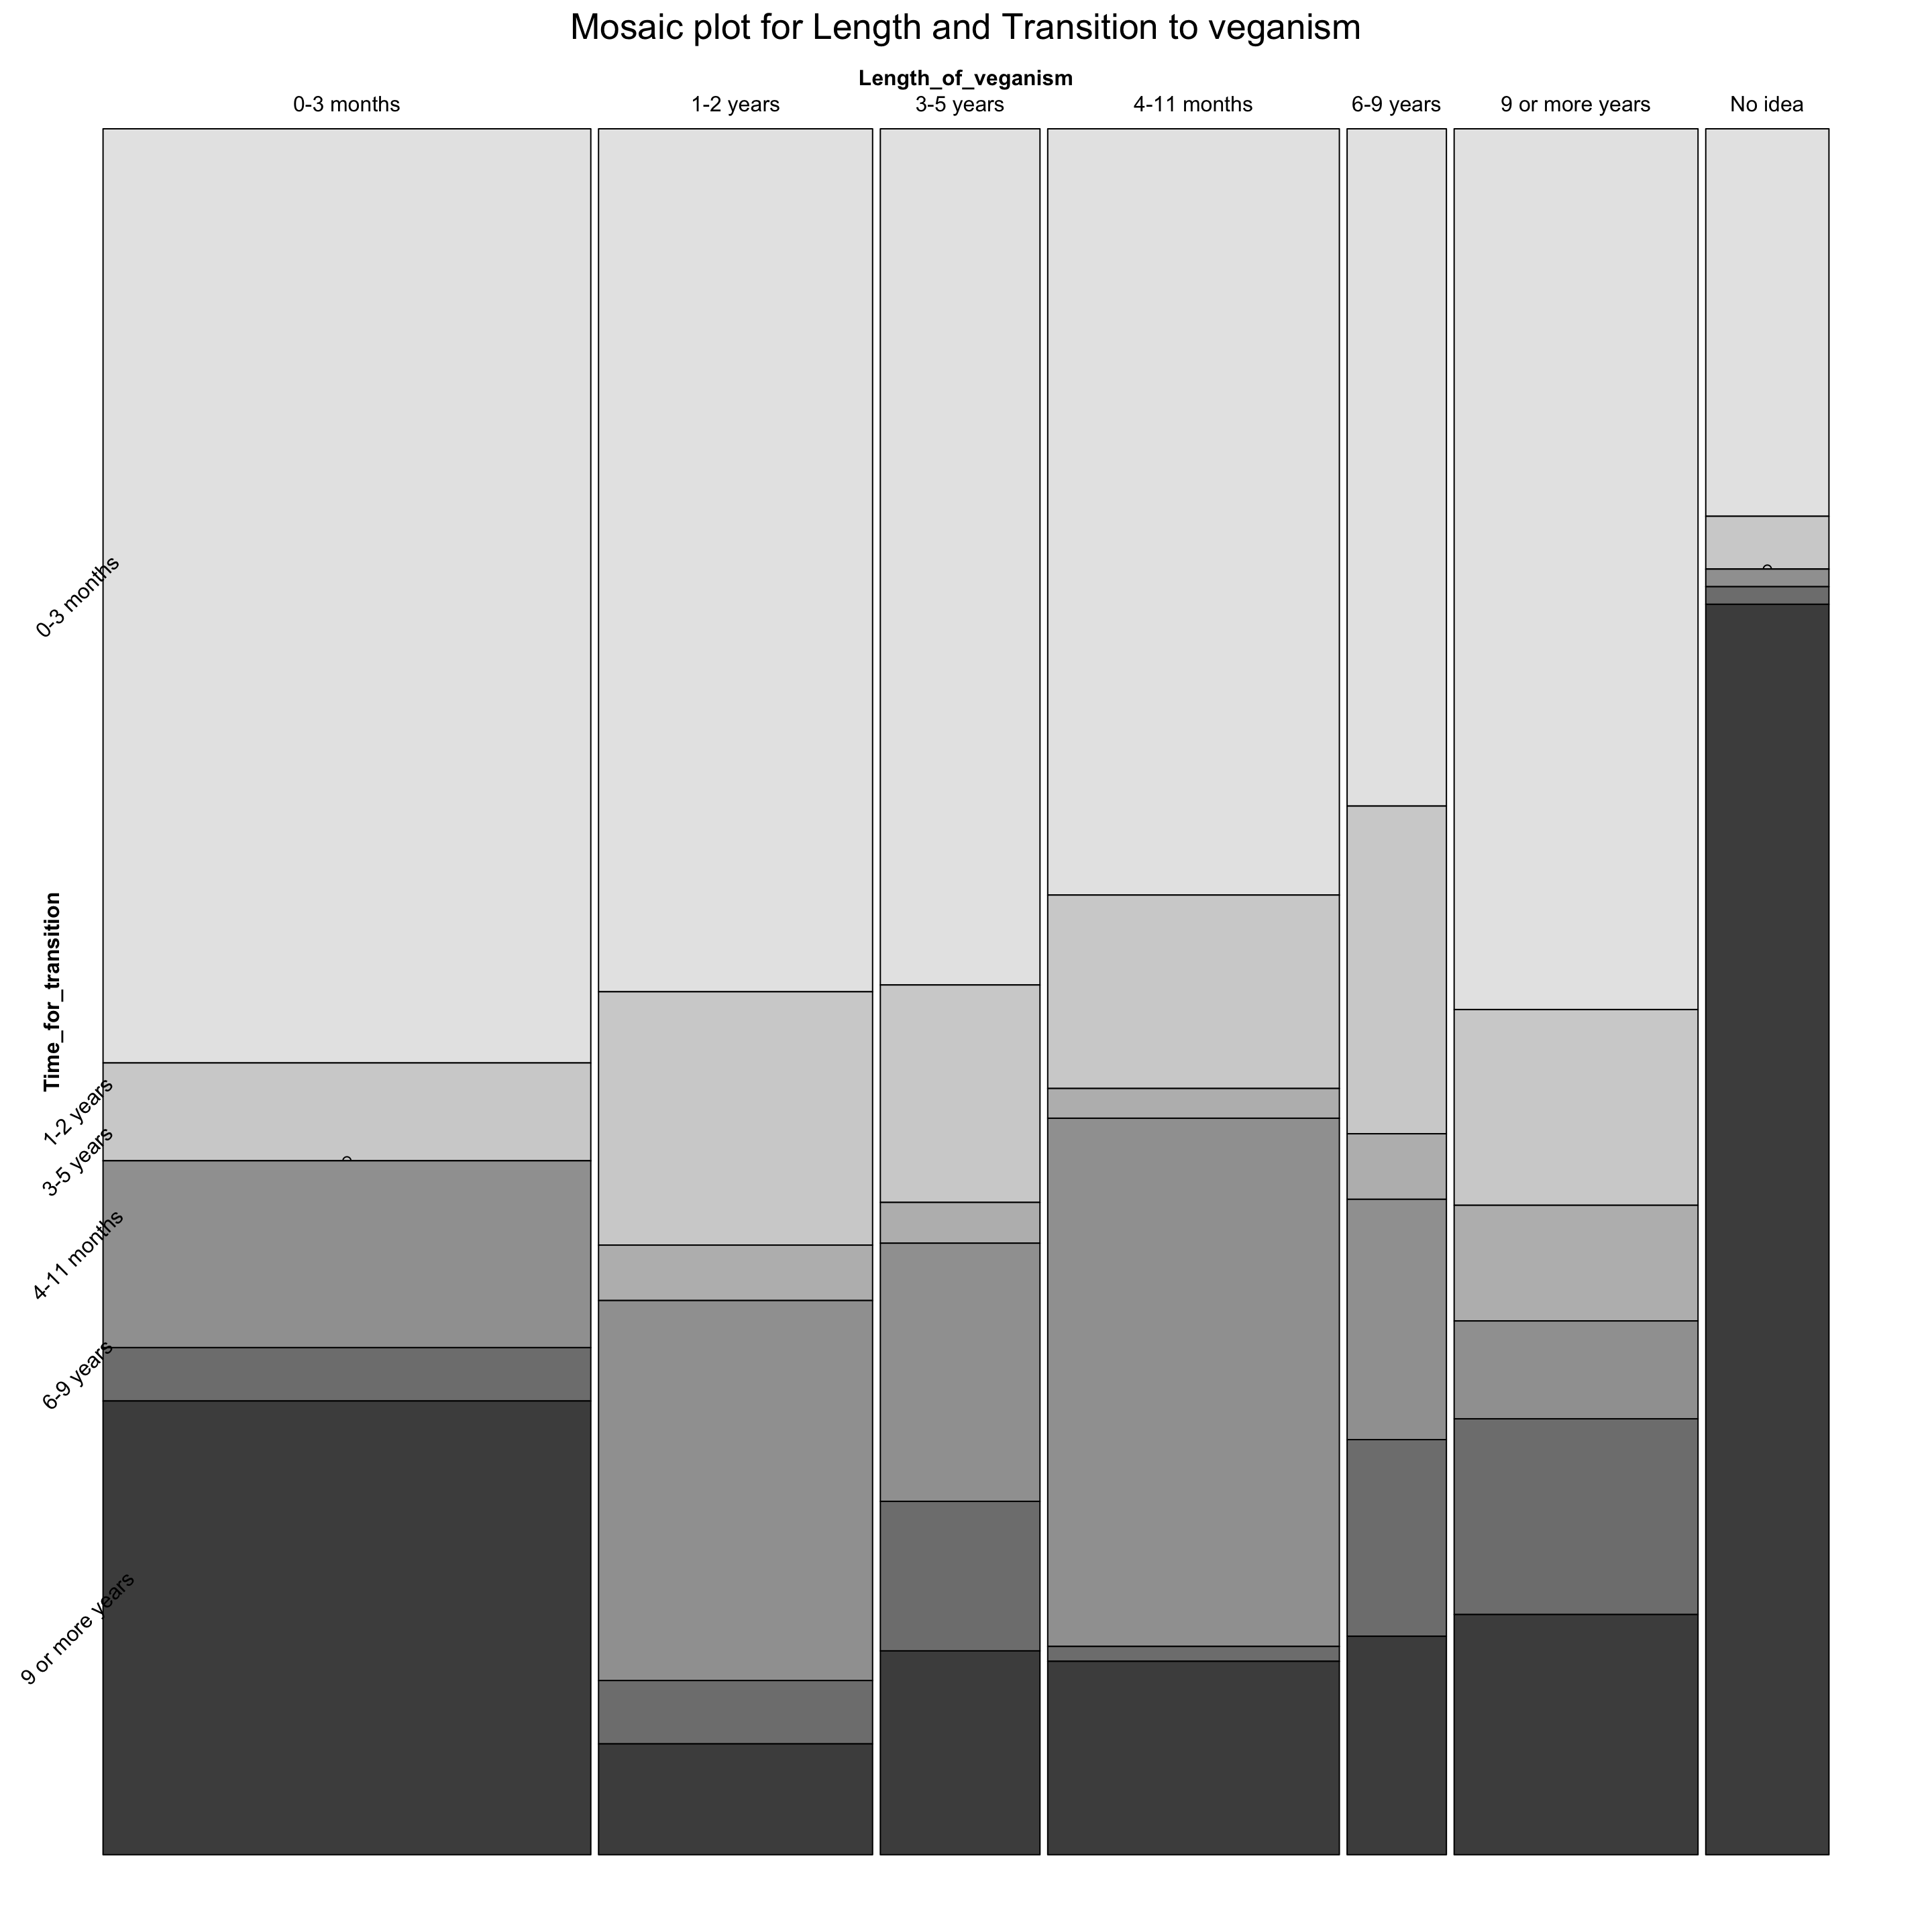 Mosaic plot for Length and Transition to veganism
Length_of_veganism
0-3 months 1-2 years 3-5 years 4-11 months 6-9 years 9 or more years No idea
Time_for_transition
0-3 months
1-2 years
3-5 years
4-11 months
6-9 years
9 or more years